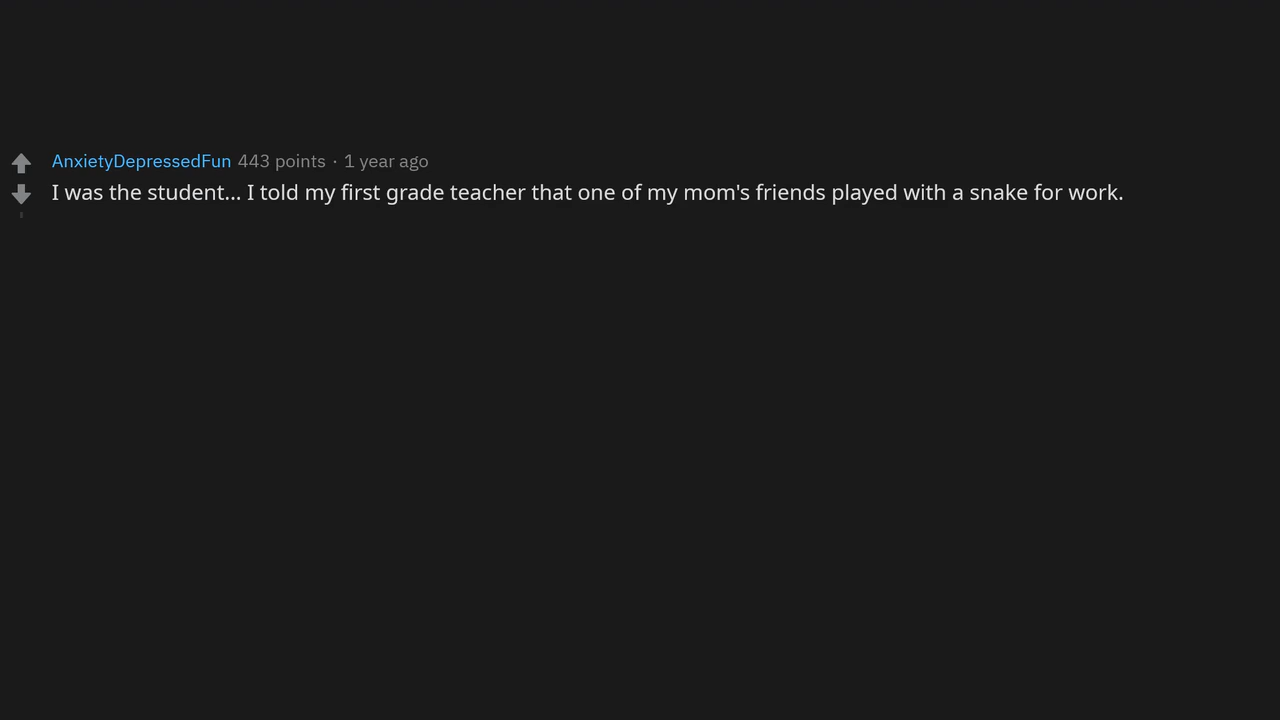 AnxietyDepressedFun 443 points · 1 year ago
I was the student... I told my first grade teacher that one of my mom's friends played with a snake for work.